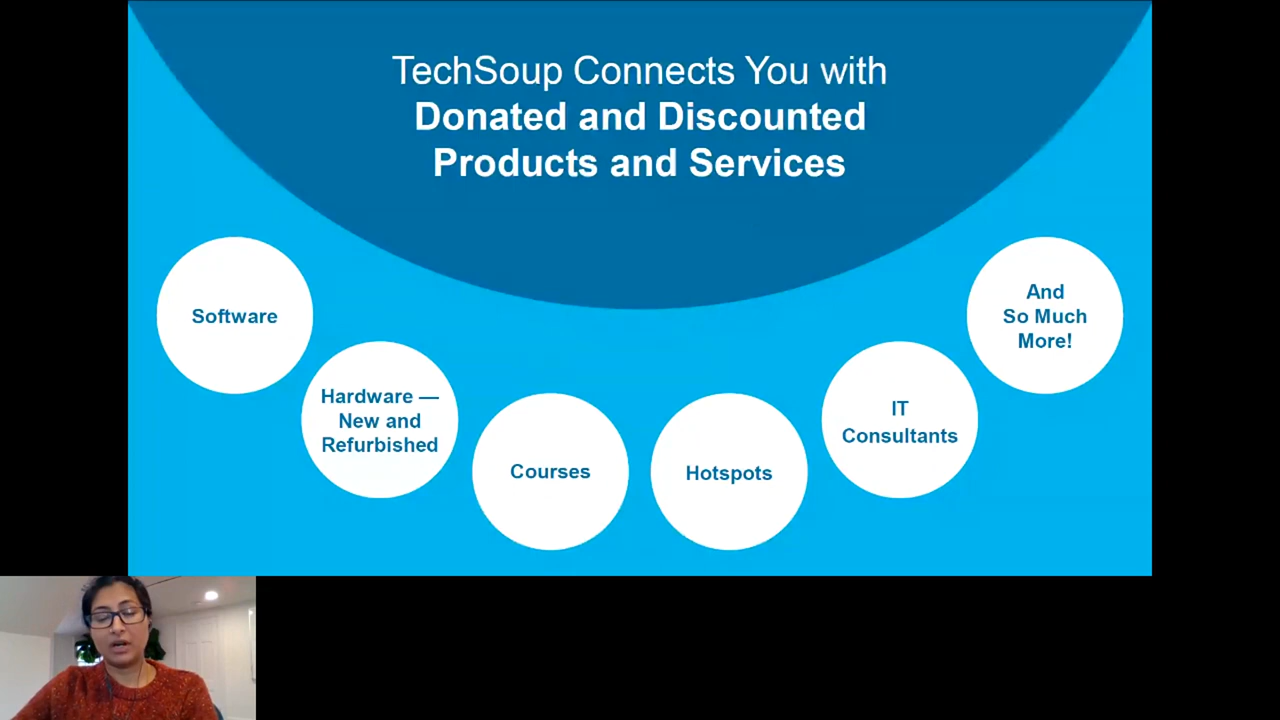 TechSoup Connects You with
Donated and Discounted
Products and Services
Software
Hardware —
New and
Refurbished
Courses
Hotspots
IT
Consultants
And
So Much
More!